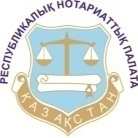 РЕСПУБЛИКАЛЫҚ НОТАРИАТТЫҚ ПАЛАТА
ҚАЗАҚСТАН